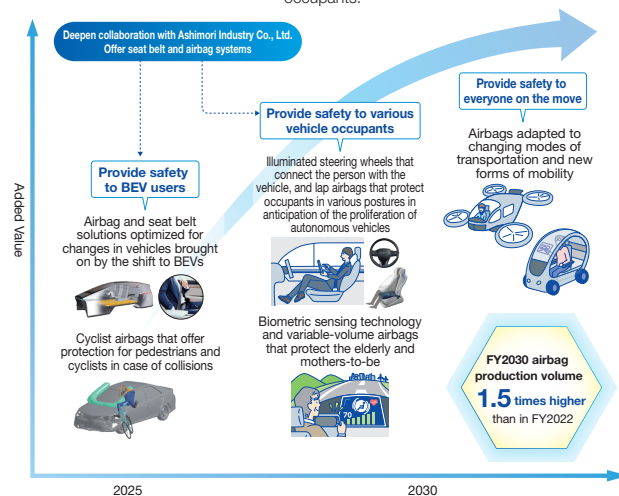 occupants.
Deepen collaboration with Ashimori Industry Co., Ltd.
Offer seat belt and airbag systems
Provide safety to
everyone on the move
Airbags adapted to
changing modes of
transportation and new
forms of mobility
Provide safety to various
vehicle occupants
Illuminated steering wheels that
connect the person with the
vehicle, and lap airbags that protect
occupants in various postures in
anticipation of the proliferation of
autonomous vehicles
Biometric sensing technology
and variable-volume airbags
that protect the elderly and
mothers-to-be
70
Provide safety
to BEV users
Airbag and seat belt
solutions optimized for
changes in vehicles brought
on by the shift to BEVs
Cyclist airbags that offer
protection for pedestrians and
cyclists in case of collisions
FY2030 airbag
production volume
1.5 times higher
than in FY2022
Added Value
2025
2030